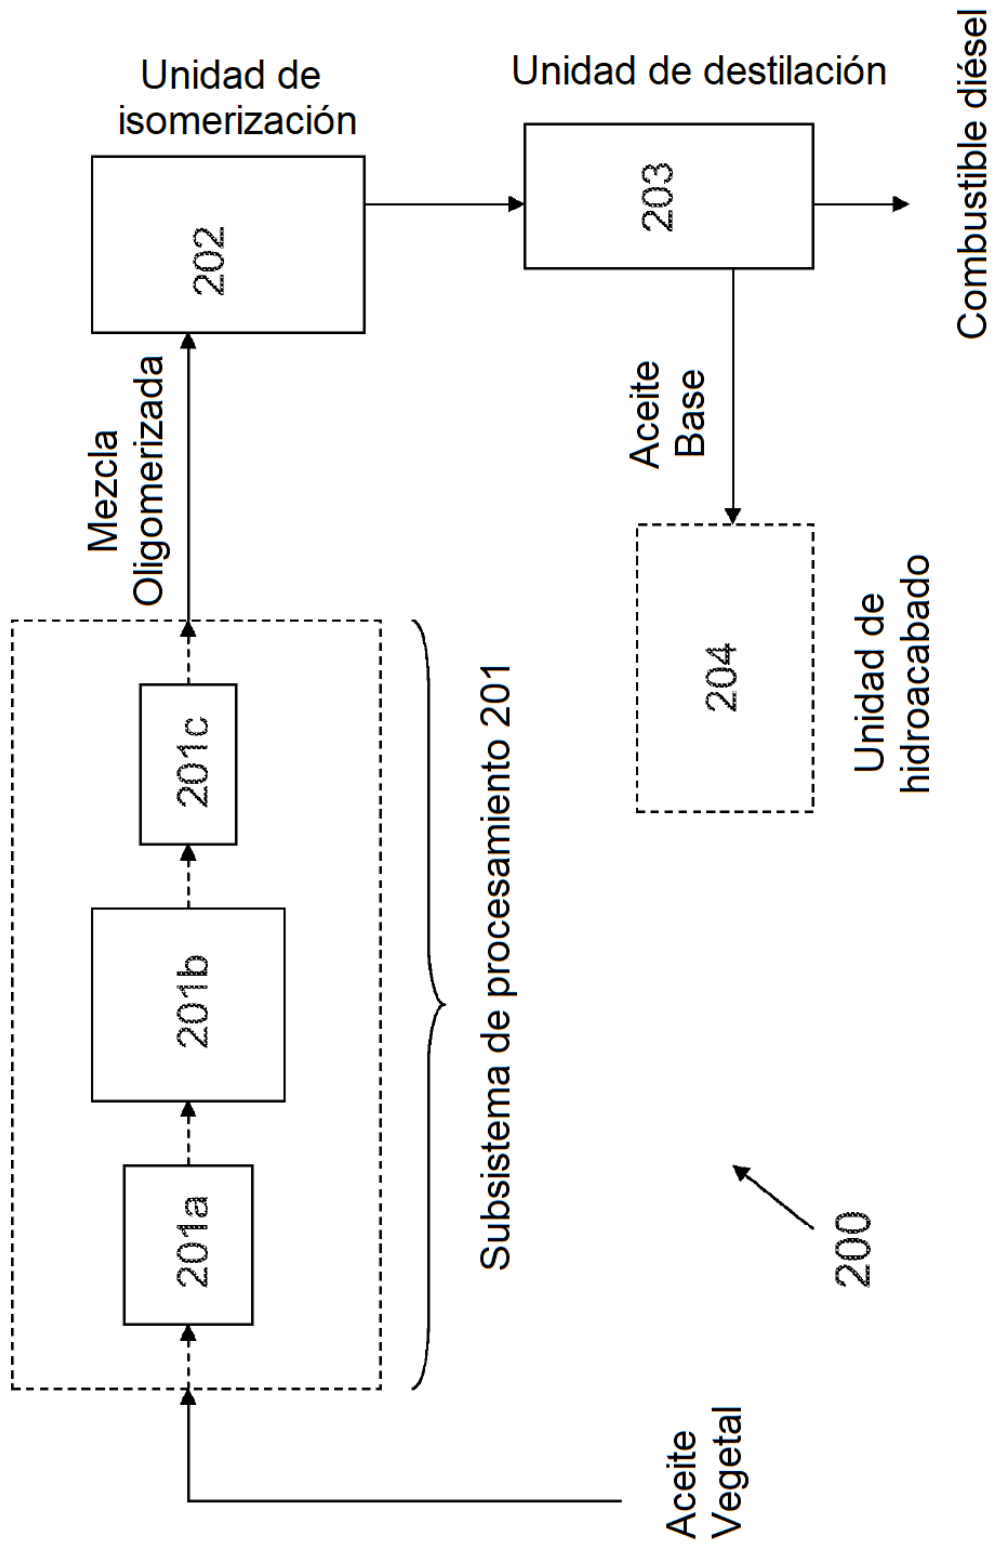 Unidad de
isomerización
Unidad de destilación
202
203
Combustible diésel
Mezcla
Oligomerizada
Aceite
Base
201c
201b
201a
Subsistema de procesamiento 201
204
Unidad de
hidroacabado
200
Aceite
Vegetal